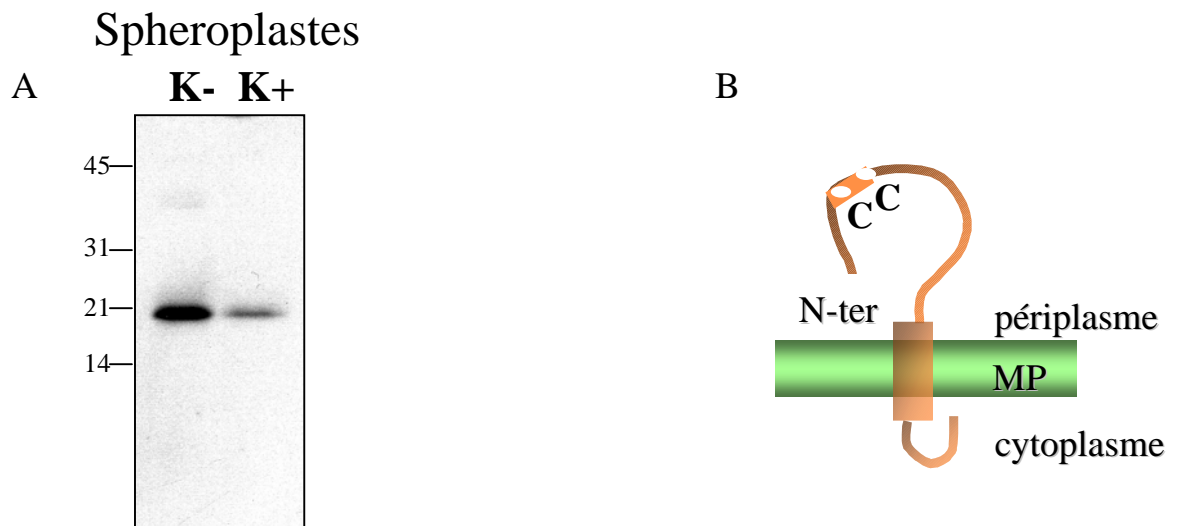 Spheroplastes
A
K- K+
45
31
21
14
B
C C
N-ter
périplasme
MP
cytoplasme